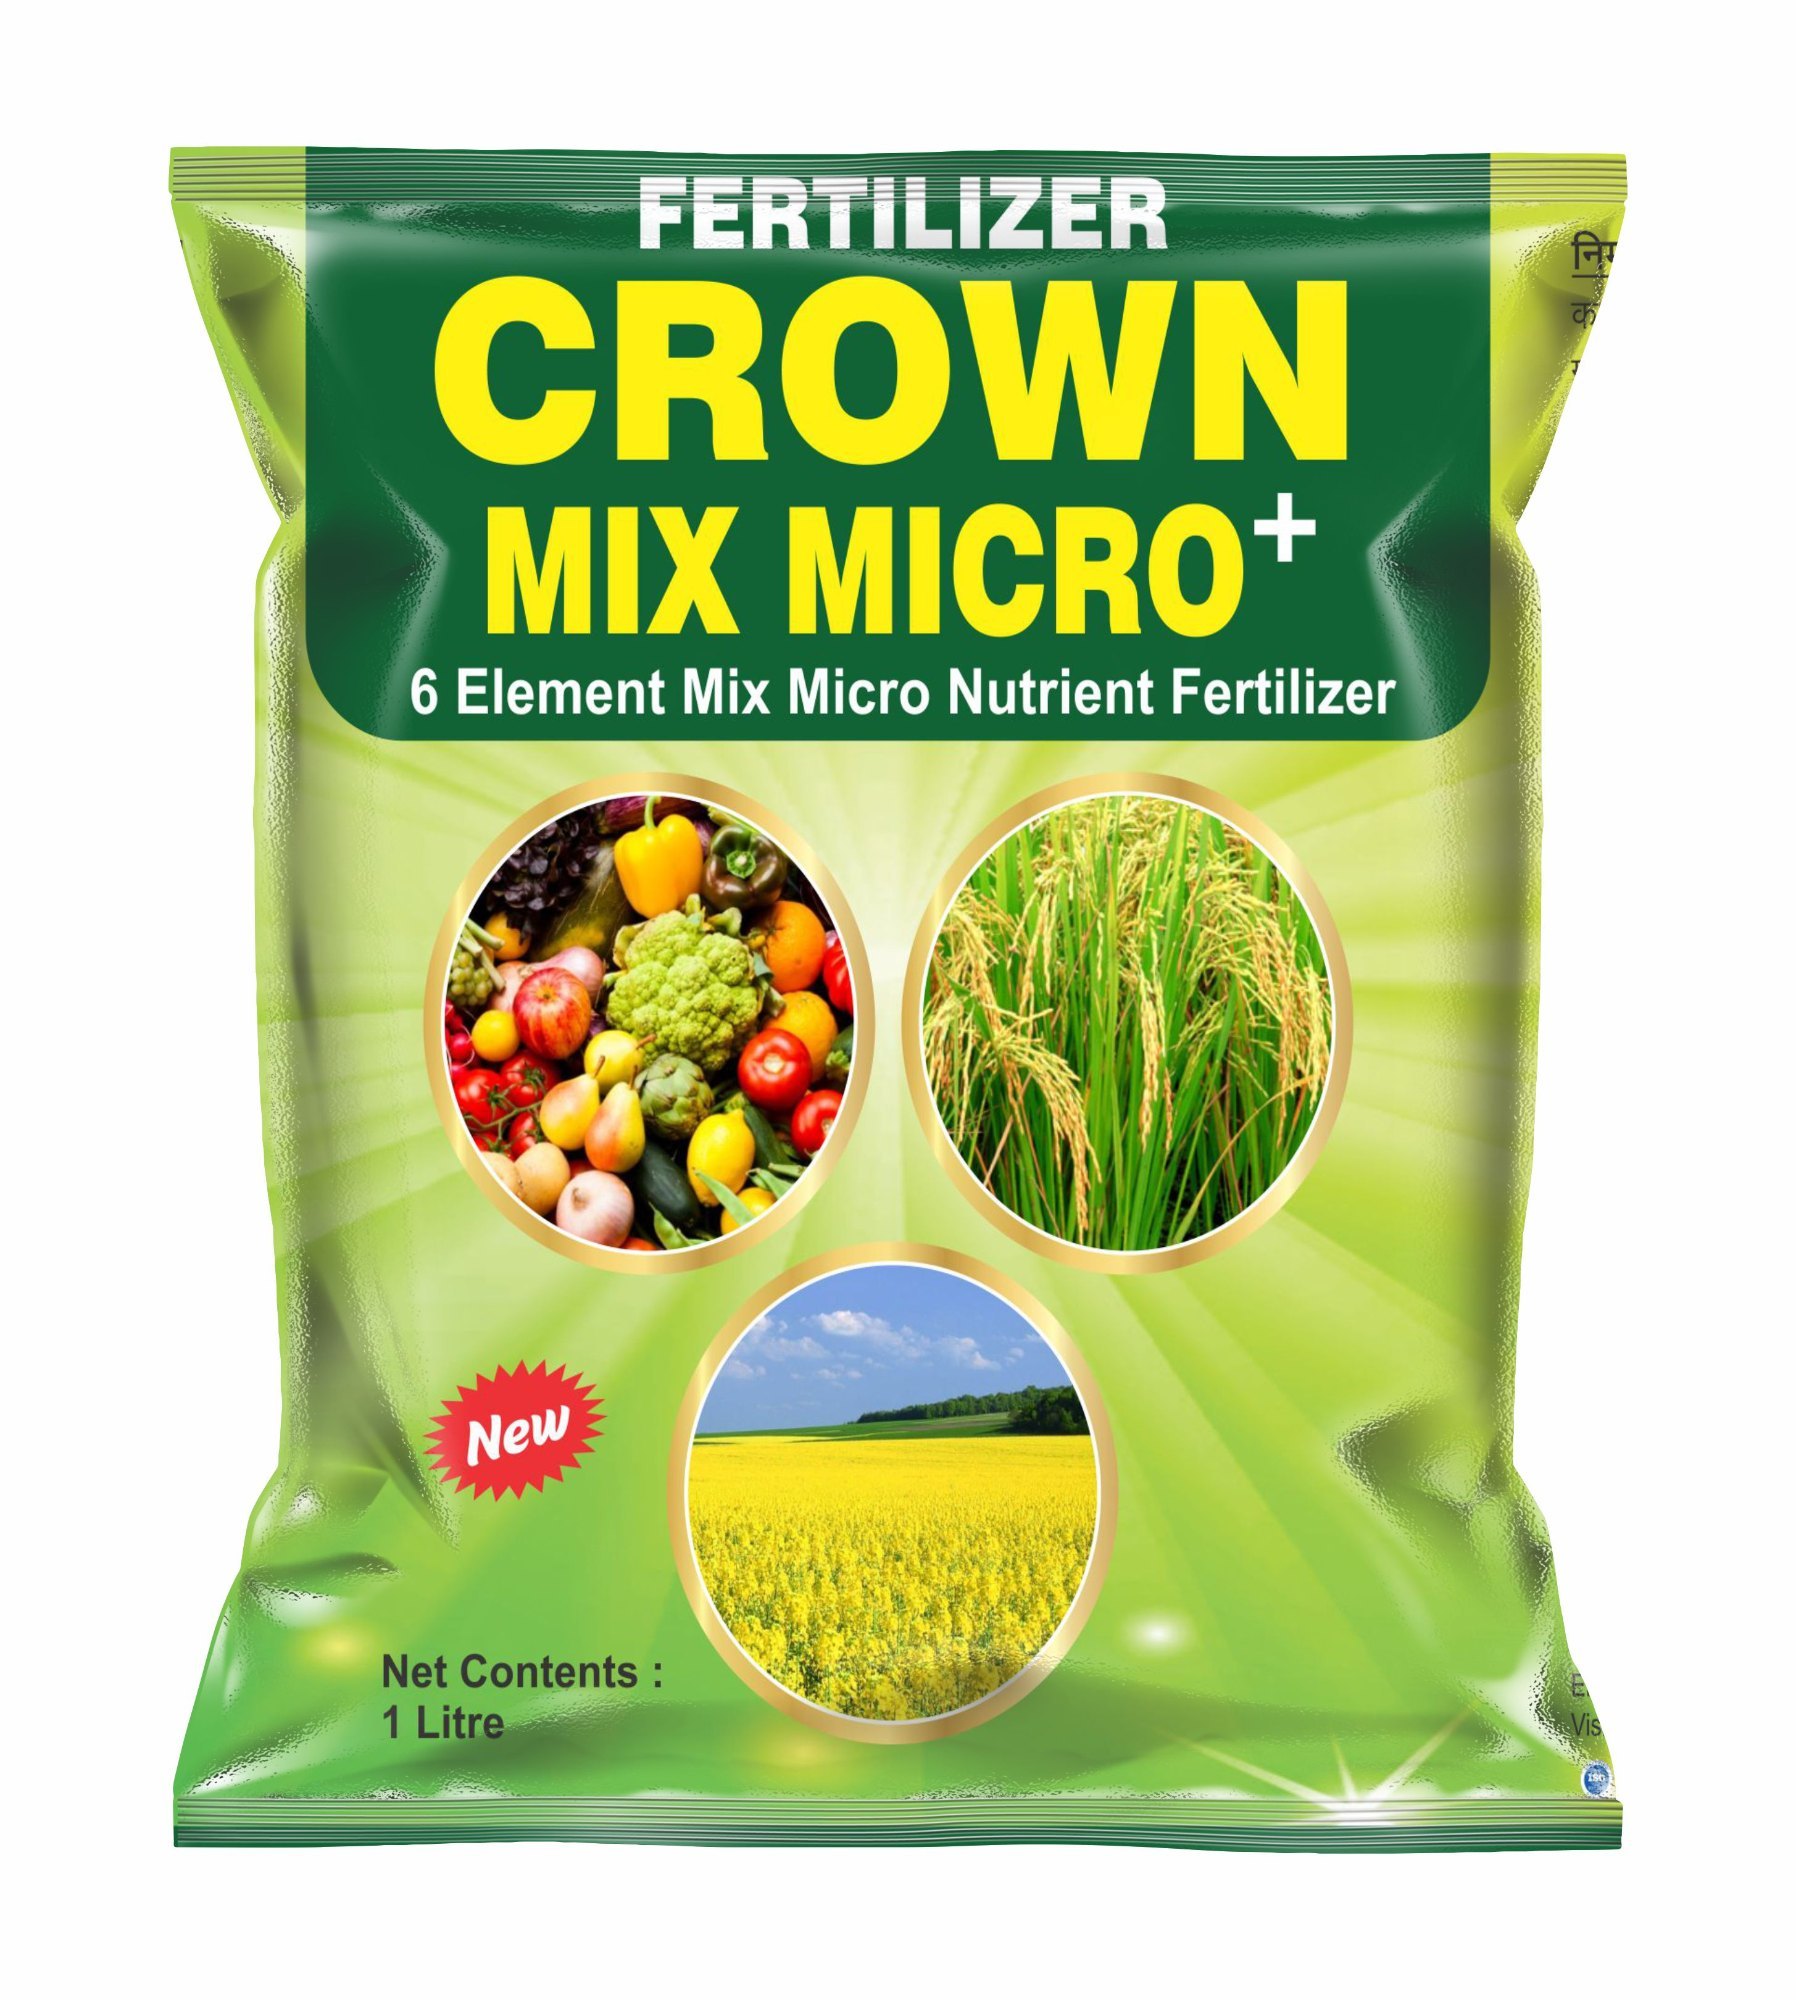 FERTILIZER
CROWN
MIX MICRO+
6 Element Mix Micro Nutrient Fertilizer
New
Net Contents :
1 Litre